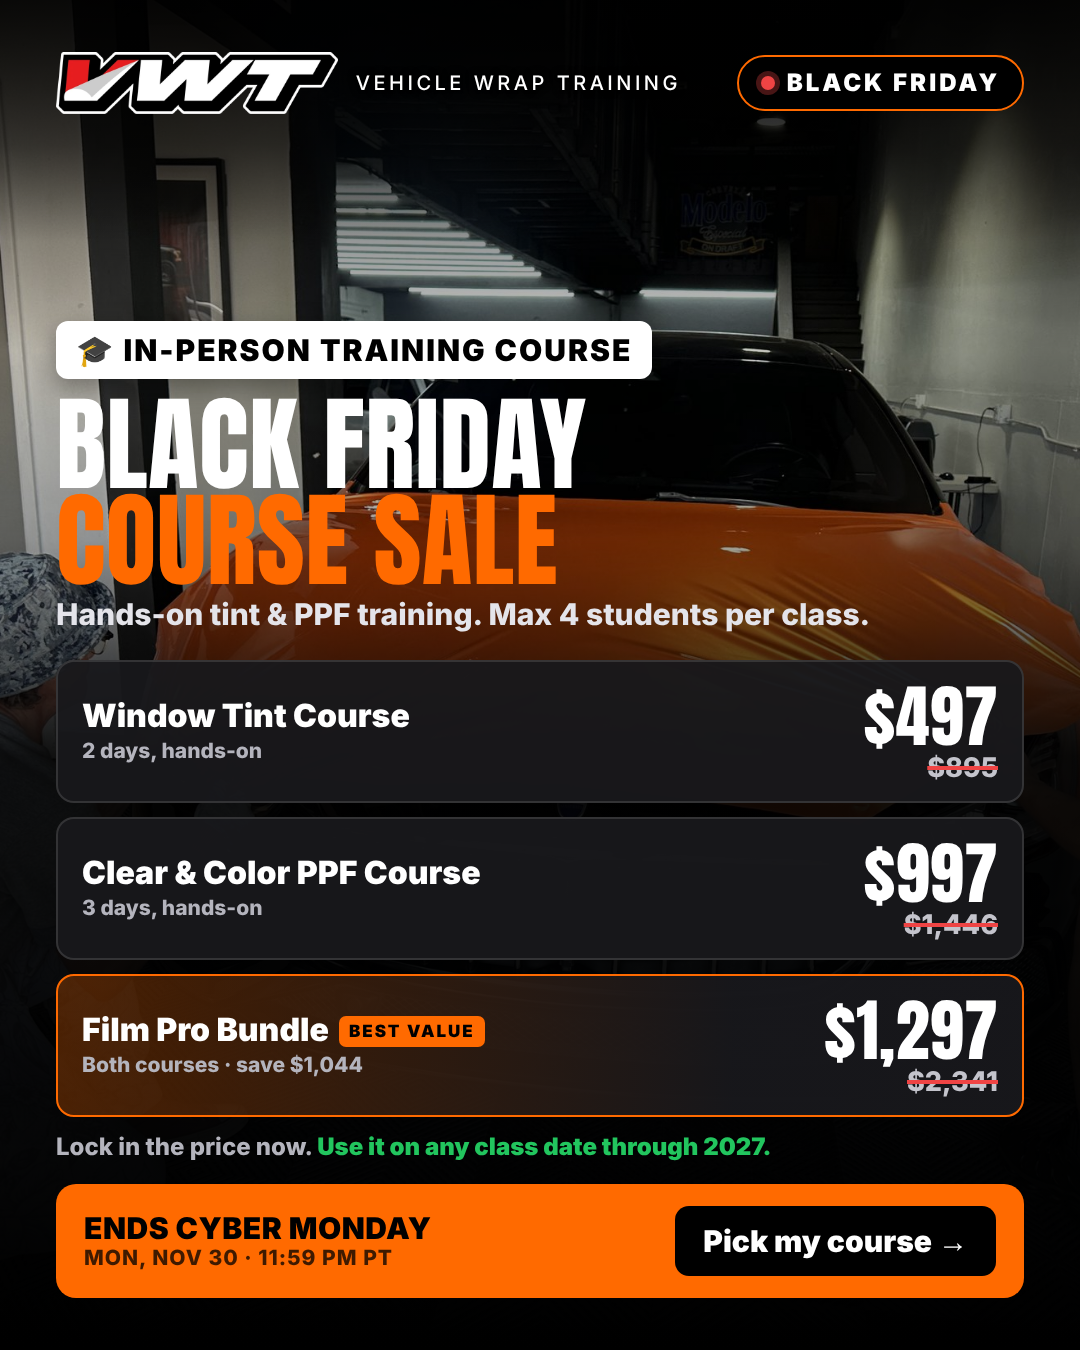 VWT VEHICLE WRAP TRAINING
BLACK FRIDAY
Modelo
Especial
🎓 IN-PERSON TRAINING COURSE
BLACK FRIDAY
COURSE SALE
Hands-on tint & PPF training. Max 4 students per class.
Window Tint Course
2 days, hands-on
$497
$895
Clear & Color PPF Course
3 days, hands-on
$997
$1,446
Film Pro Bundle BEST VALUE
Both courses · save $1,044
$1,297
$2,341
Lock in the price now. Use it on any class date through 2027.
ENDS CYBER MONDAY
MON, NOV 30 · 11:59 PM PT
Pick my course →